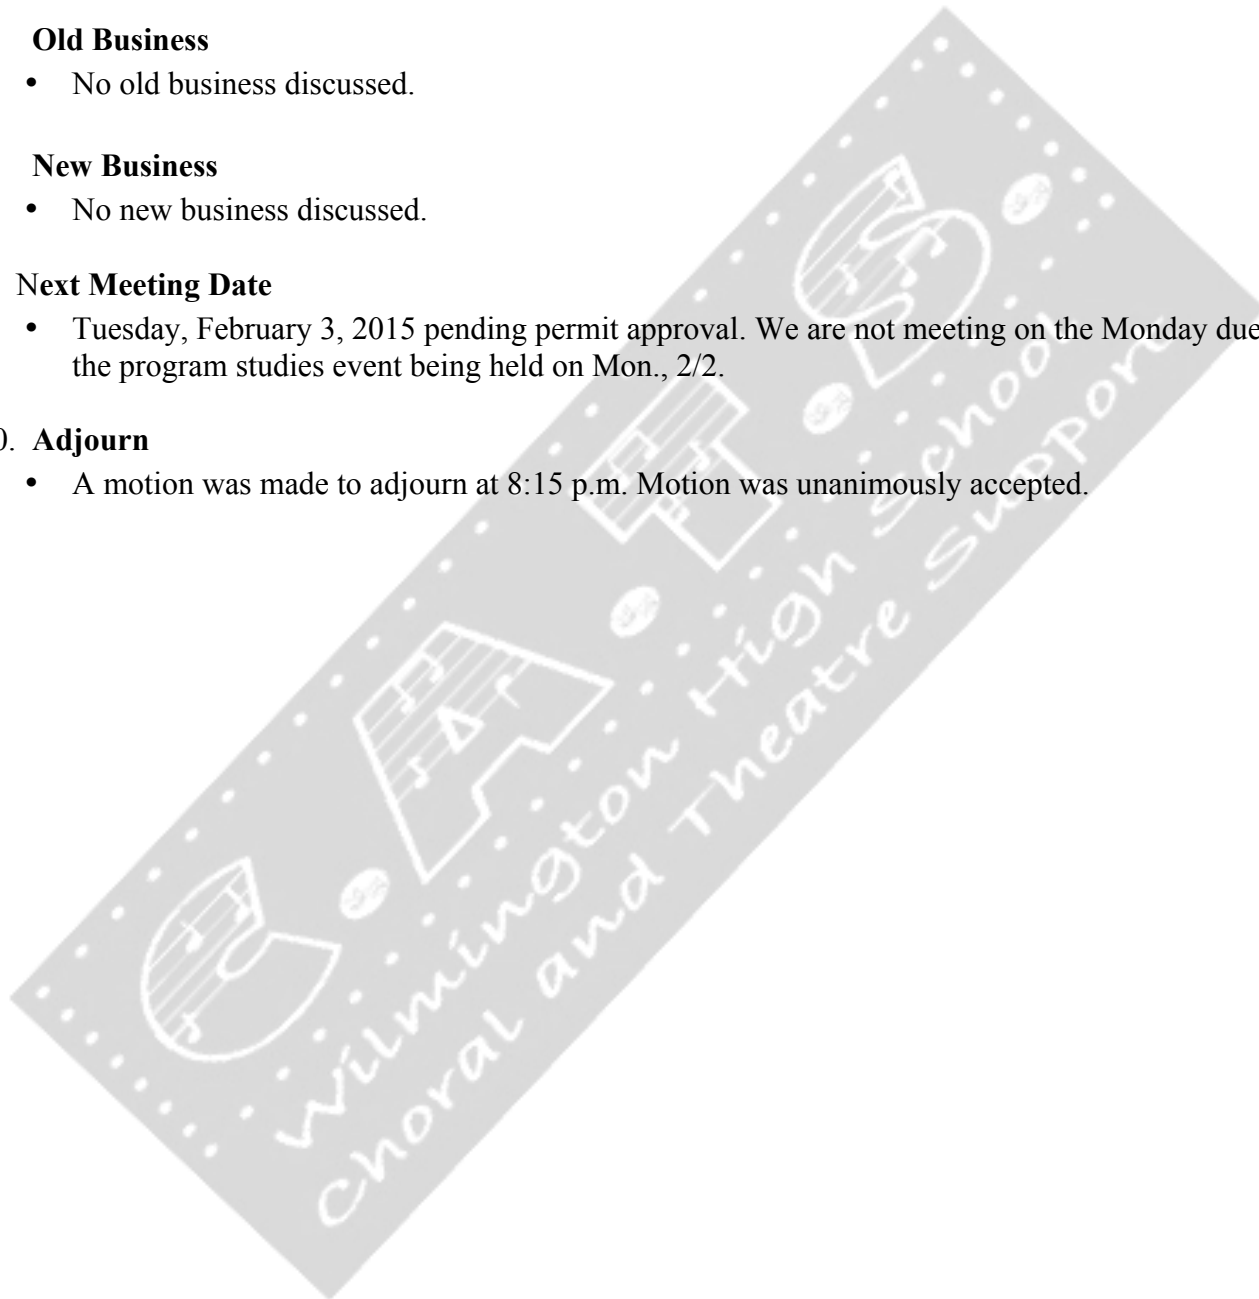 Old Business
• No old business discussed.
New Business
• No new business discussed.
Next Meeting Date
• Tuesday, February 3, 2015 pending permit approval. We are not meeting on the Monday due
the program studies event being held on Mon., 2/2.
0. Adjourn
• A motion was made to adjourn at 8:15 p.m. Motion was unanimously accepted.
C A T S
Wilmington High School
Choral and Theatre Support